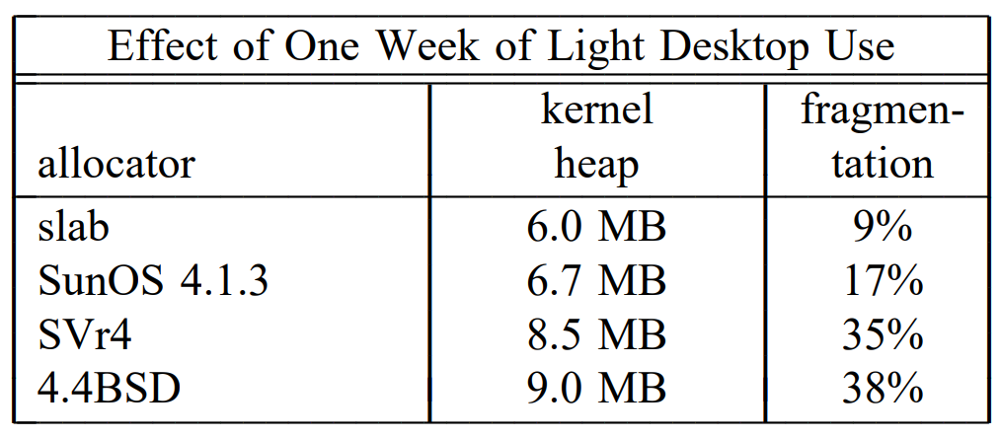 Effect of One Week of Light Desktop Use
allocator kernel heap fragmen-tation
slab 6.0 MB 9%
SunOS 4.1.3 6.7 MB 17%
SVr4 8.5 MB 35%
4.4BSD 9.0 MB 38%